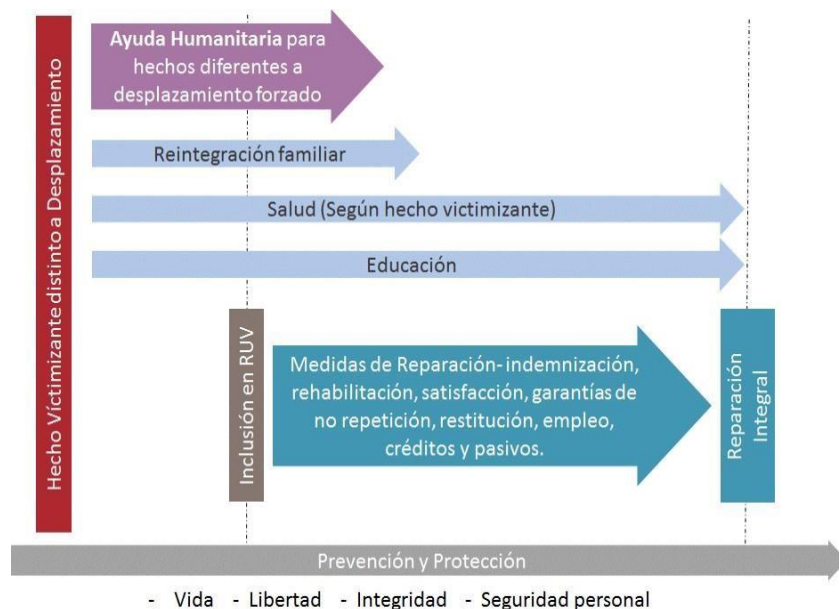 Hecho Víctimizante distinto a Desplazamiento
Ayuda Humanitaria para
hechos diferentes a
desplazamiento forzado
Reintegración familiar
Salud (Según hecho victimizante)
Educación
Inclusión en RUV
Medidas de Reparación- indemnización,
rehabilitación, satisfacción, garantías de
no repetición, restitución, empleo,
créditos y pasivos.
Reparación
Integral
Prevención y Protección
- Vida - Libertad - Integridad - Seguridad personal